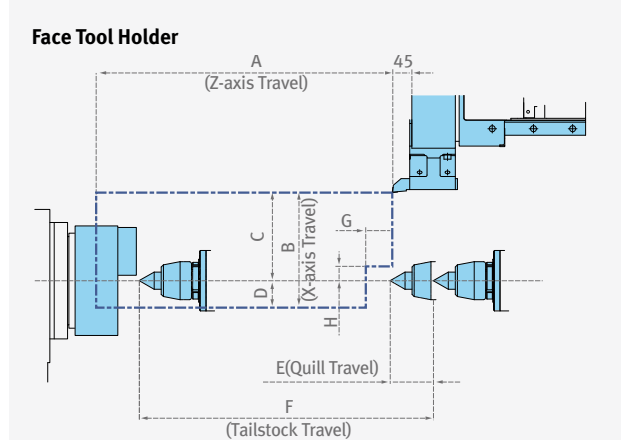 Face Tool Holder
A
45
(Z-axis Travel)
G
C
B
(X-axis Travel)
D
H
E(Quill Travel)
F
(Tailstock Travel)